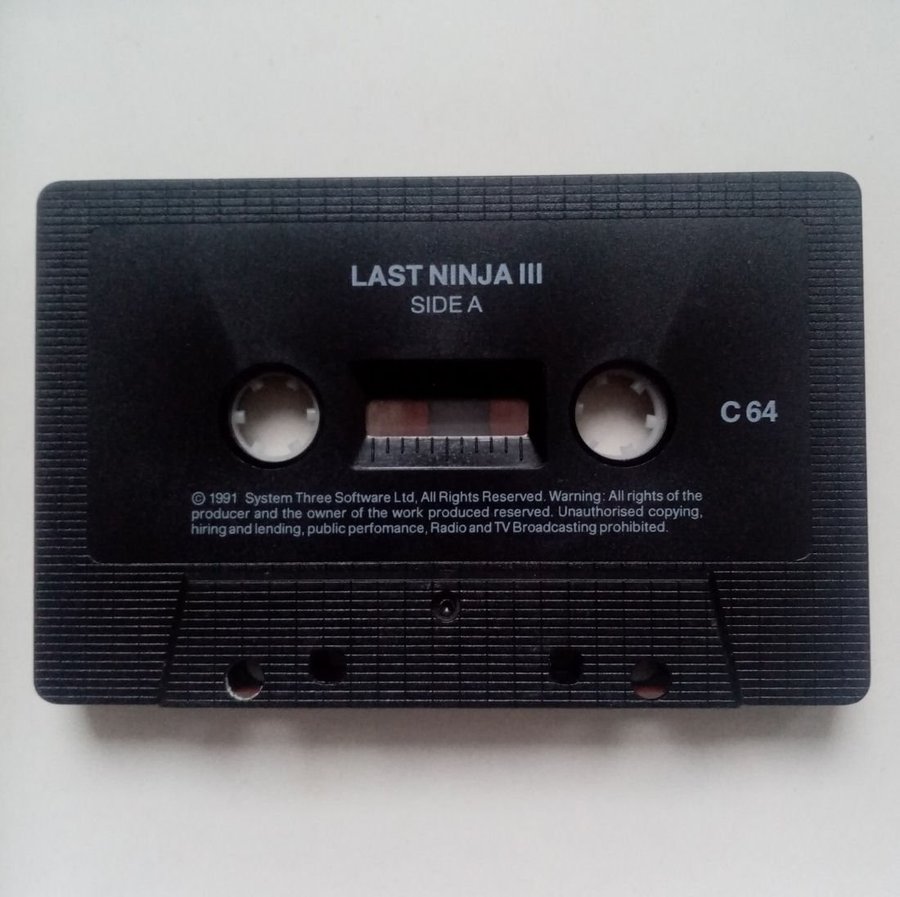 LAST NINJA III
SIDE A
C 64
© 1991 System Three Software Ltd, All Rights Reserved. Warning: All rights of the
producer and the owner of the work produced reserved. Unauthorised copying,
hiring and lending, public perfomance, Radio and TV Broadcasting prohibited.